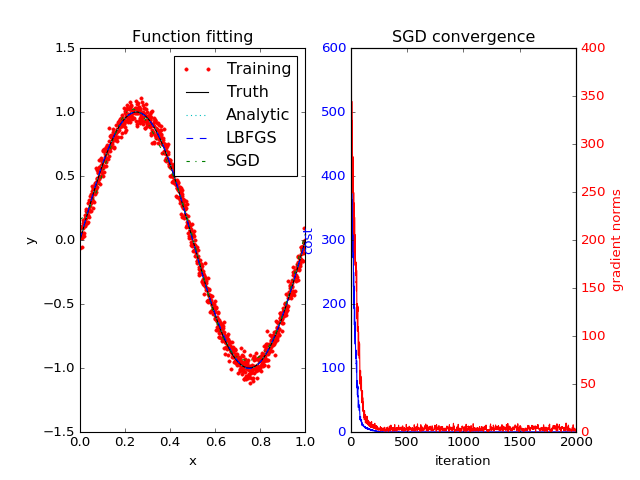 Function fitting
1.5
1.0
0.5
0.0
−0.5
−1.0
−1.5
y
0.0 0.2 0.4 0.6 0.8 1.0
x
Training
Truth
Analytic
LBFGS
SGD
SGD convergence
600
500
400
300
200
100
0
cost
400
350
300
250
200
150
100
50
0
gradient norms
0 500 1000 1500 2000
iteration